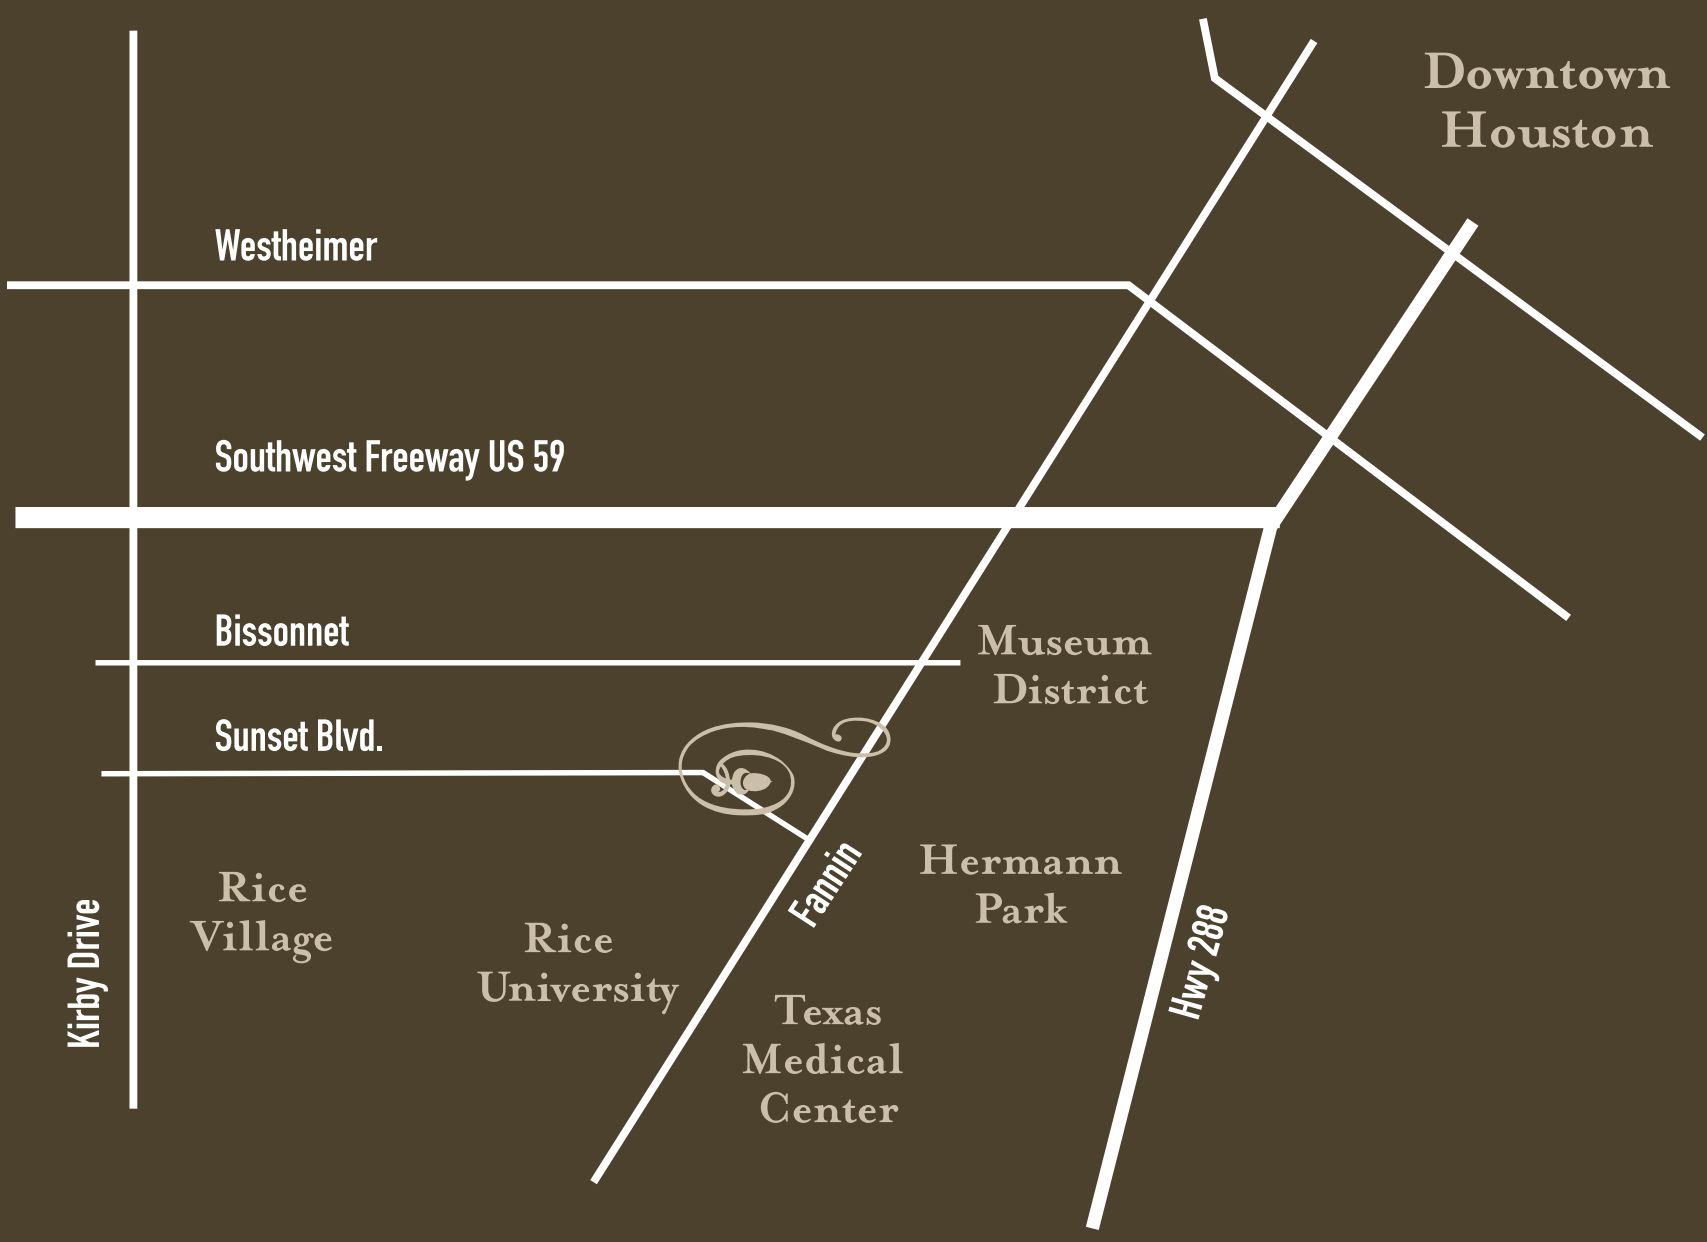 Downtown
Houston
Westheimer
Southwest Freeway US 59
Bissonnet
Museum
District
Sunset Blvd.
Fannin
Hermann
Park
Rice
Village
Kirby Drive
Rice
University
Hwy 288
Texas
Medical
Center